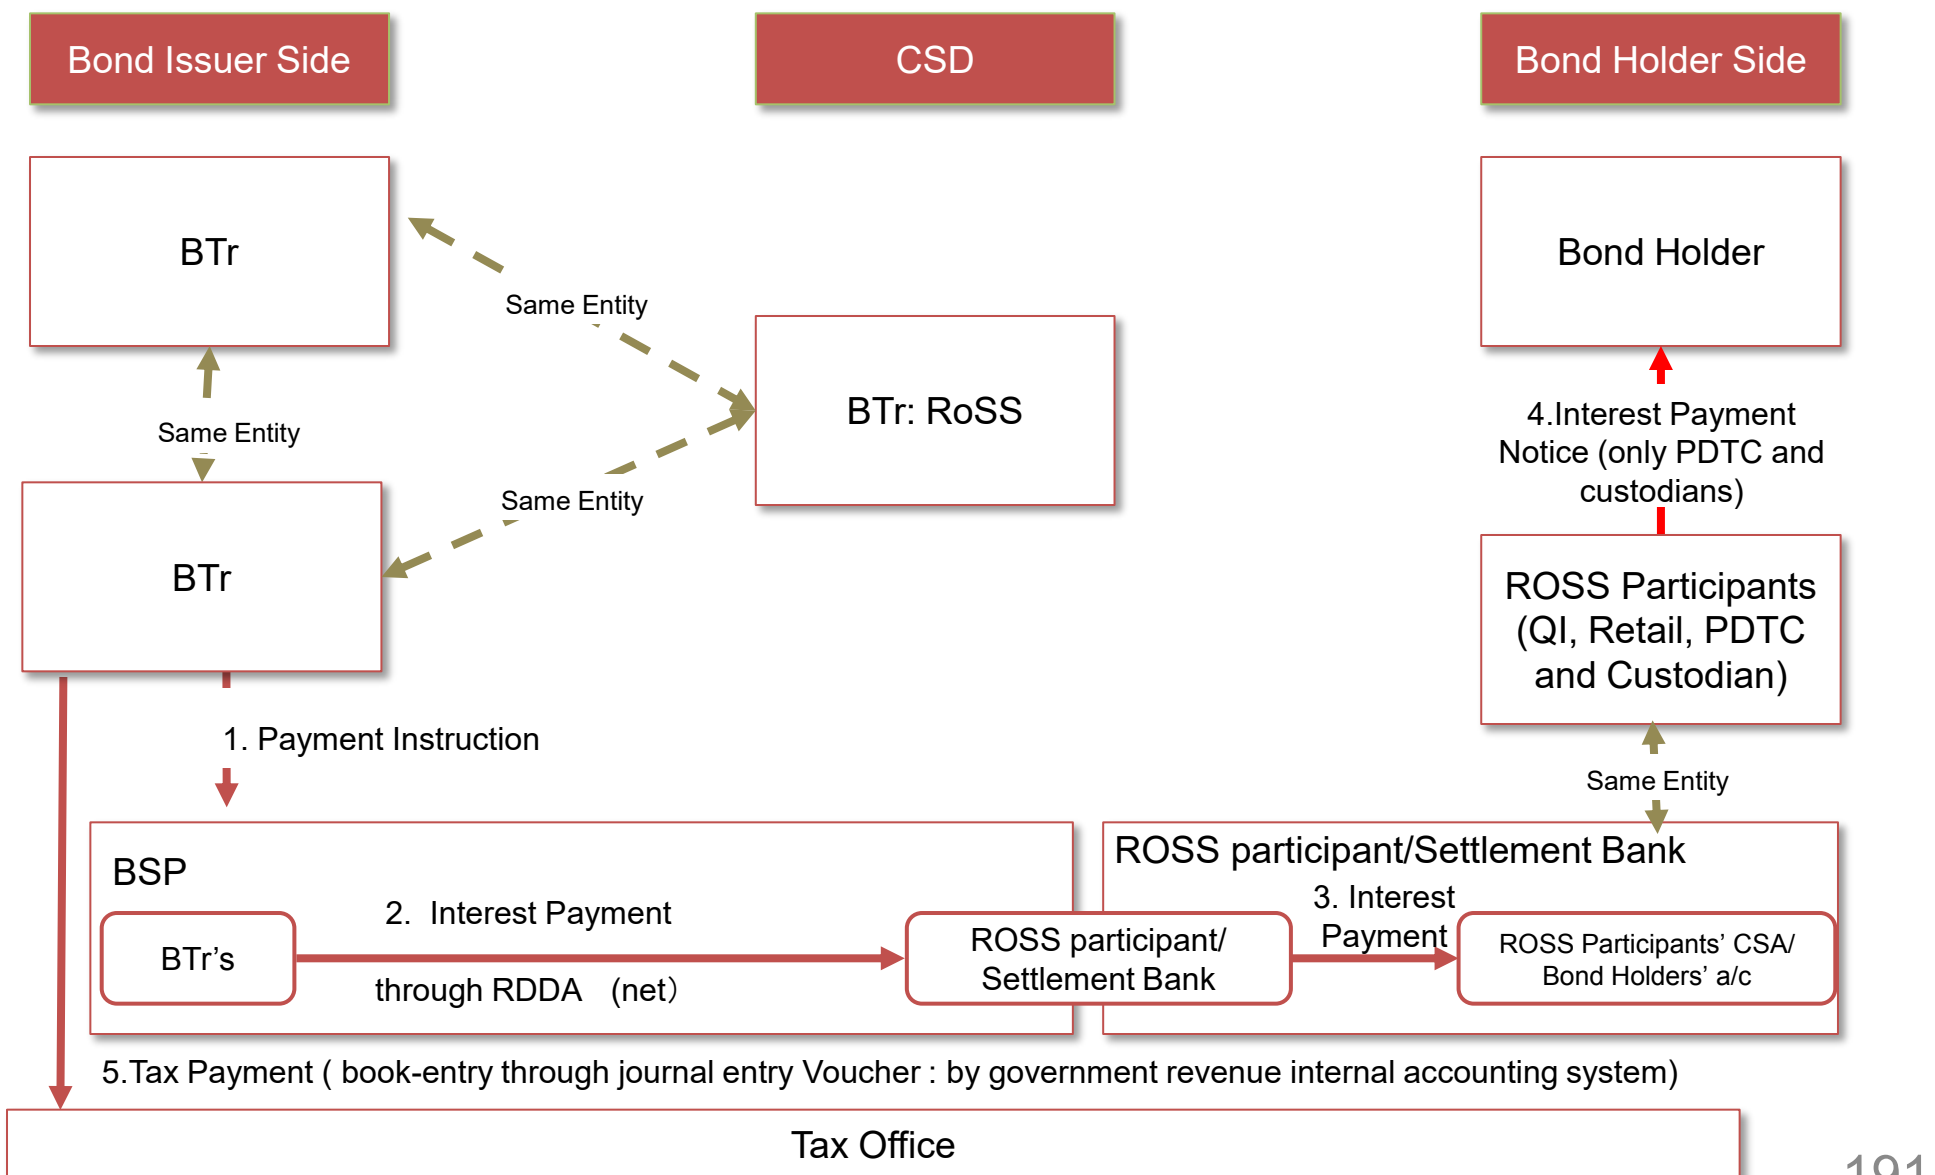 Bond Issuer Side
CSD
Bond Holder Side
BTr
Bond Holder
Same Entity
BTr: RoSS
Same Entity
4.Interest Payment
Notice (only PDTC and
custodians)
Same Entity
BTr
ROSS Participants
(QI, Retail, PDTC
and Custodian)
1. Payment Instruction
Same Entity
BSP
ROSS participant/Settlement Bank
2. Interest Payment
3. Interest
Payment
BTr's
ROSS participant/
Settlement Bank
ROSS Participants' CSA/
Bond Holders' a/c
through RDDA (net）
5.Tax Payment ( book-entry through journal entry Voucher : by government revenue internal accounting system)
Tax Office
191